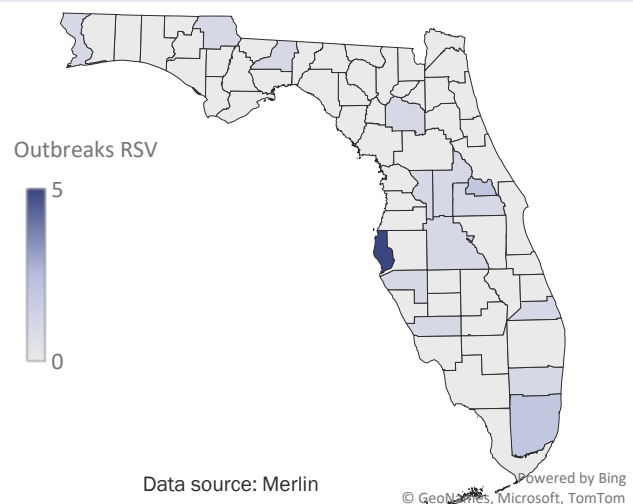 Outbreaks RSV
5
0
Data source: Merlin
Powered by Bing
© GeoNames, Microsoft, TomTom